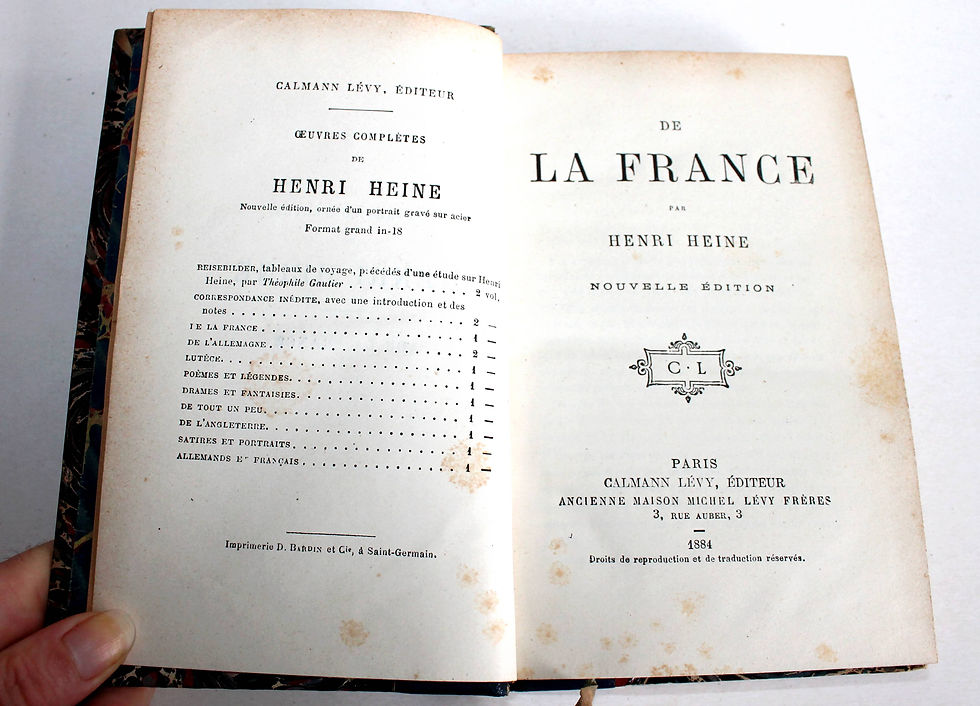 CALMANN LÉVY, ÉDITEUR
ŒUVRES COMPLÈTES
DE
HENRI HEINE
Nouvelle édition, ornée d'un portrait gravé sur acier
Format grand in-18
REISEBILDER, tableaux de voyage, précédés d'une étude sur Henri
Heine, par Théophile Gautier . . . . . . . . . . . 2 vol.
CORRESPONDANCE INÉDITE, avec une introduction et des
notes . . . . . . . . . . . . . . . . . . . . 2 —
DE LA FRANCE . . . . . . . . . . . . . . . . . 1 —
DE L'ALLEMAGNE . . . . . . . . . . . . . . . . 2 —
LUTÈCE. . . . . . . . . . . . . . . . . . . . 1 —
POÈMES ET LÉGENDES. . . . . . . . . . . . . . 1 —
DRAMES ET FANTAISIES. . . . . . . . . . . . . 1 —
DE TOUT UN PEU. . . . . . . . . . . . . . . . 1 —
DE L'ANGLETERRE. . . . . . . . . . . . . . . . 1 —
SATIRES ET PORTRAITS . . . . . . . . . . . . . 1 —
ALLEMANDS ET FRANÇAIS . . . . . . . . . . . . 1 —
Imprimerie D. BARDIN et Cie, à Saint-Germain.
DE
LA FRANCE
PAR
HENRI HEINE
NOUVELLE ÉDITION
C·L
PARIS
CALMANN LÉVY, ÉDITEUR
ANCIENNE MAISON MICHEL LÉVY FRÈRES
3, RUE AUBER, 3
1884
Droits de reproduction et de traduction réservés.